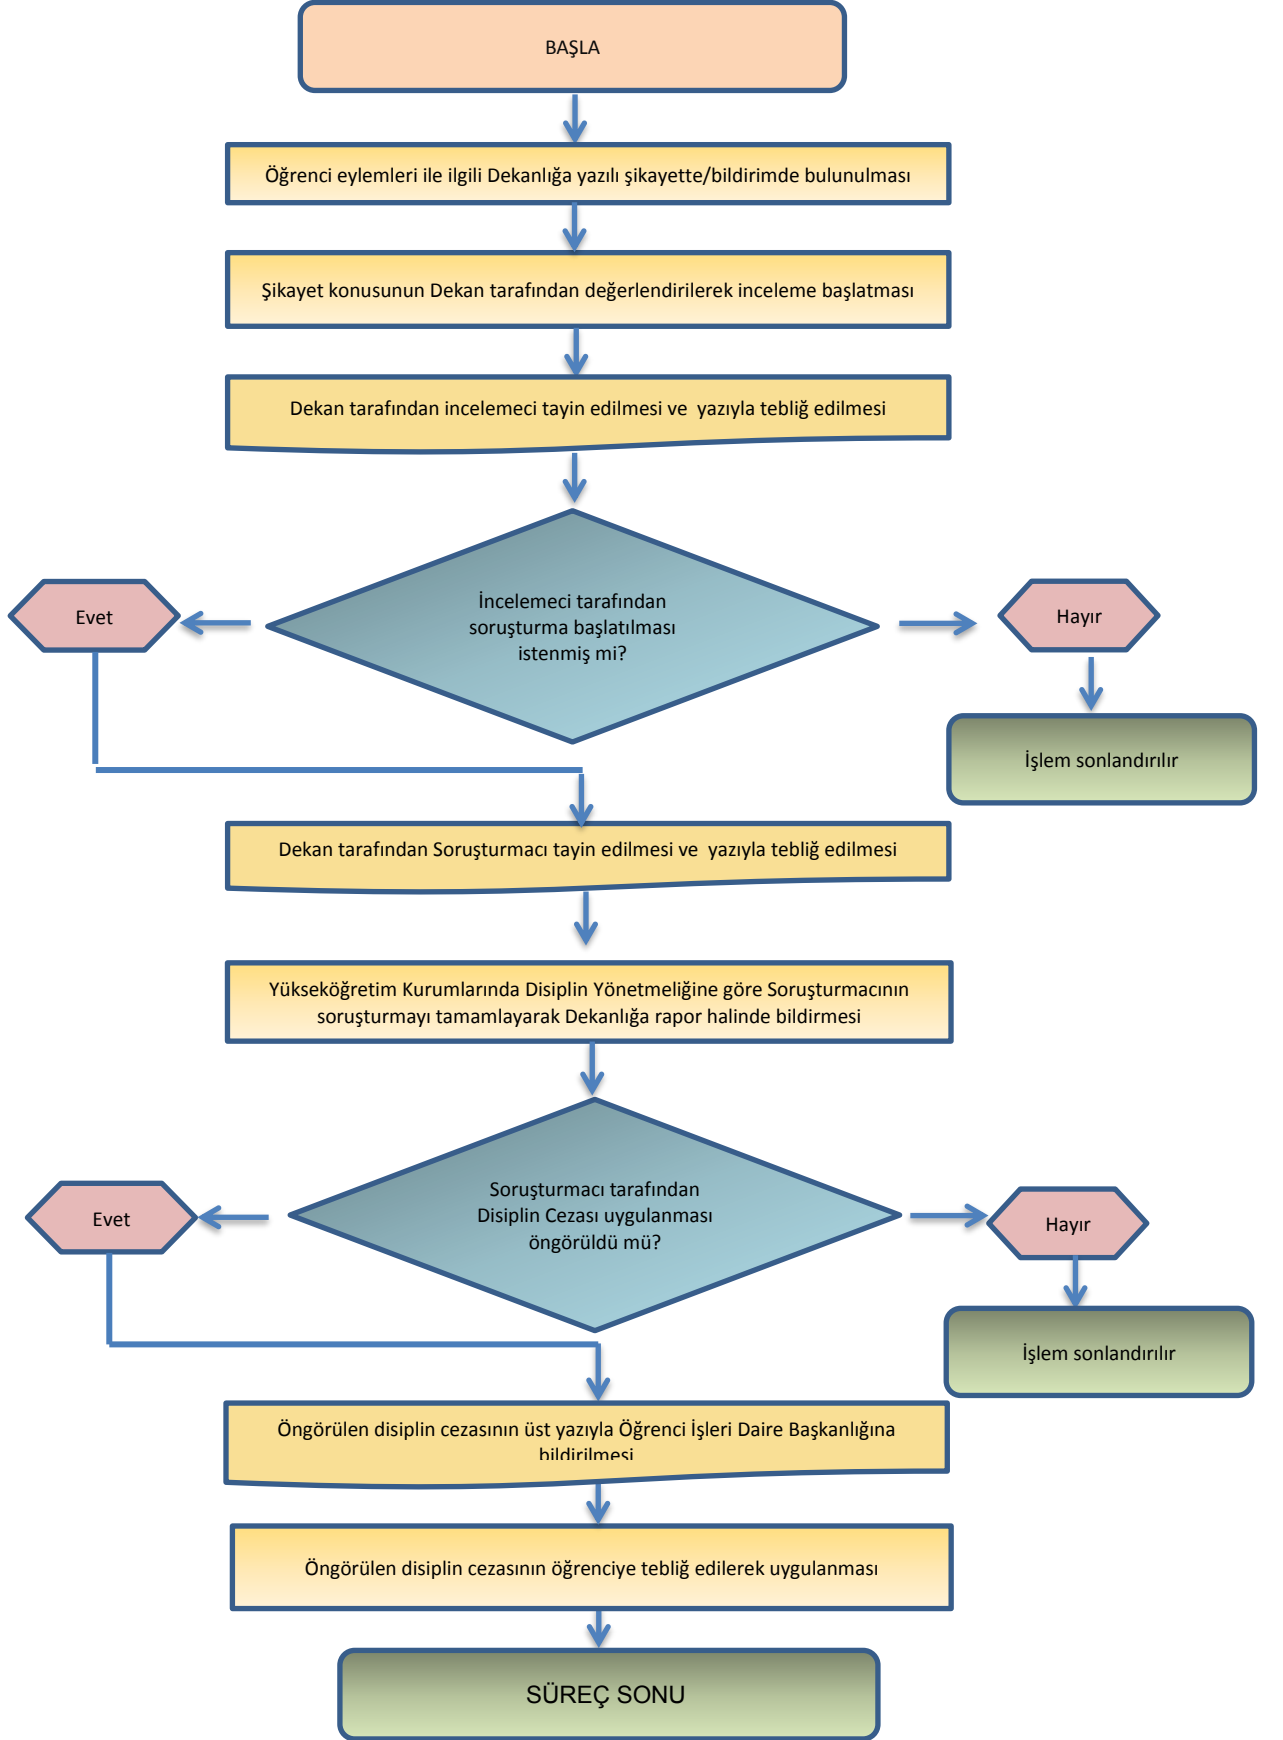 BAŞLA
Öğrenci eylemleri ile ilgili Dekanlığa yazılı şikayette/bildirimde bulunulması
Şikayet konusunun Dekan tarafından değerlendirilerek inceleme başlatması
Dekan tarafından incelemeci tayin edilmesi ve  yazıyla tebliğ edilmesi
İncelemeci tarafından
soruşturma başlatılması
istenmiş mi?
Evet
Hayır
İşlem sonlandırılır
Dekan tarafından Soruşturmacı tayin edilmesi ve  yazıyla tebliğ edilmesi
Yükseköğretim Kurumlarında Disiplin Yönetmeliğine göre Soruşturmacının
soruşturmayı tamamlayarak Dekanlığa rapor halinde bildirmesi
Soruşturmacı tarafından
Disiplin Cezası uygulanması
öngörüldü mü?
Evet
Hayır
İşlem sonlandırılır
Öngörülen disiplin cezasının üst yazıyla Öğrenci İşleri Daire Başkanlığına
bildirilmesi
Öngörülen disiplin cezasının öğrenciye tebliğ edilerek uygulanması
SÜREÇ SONU